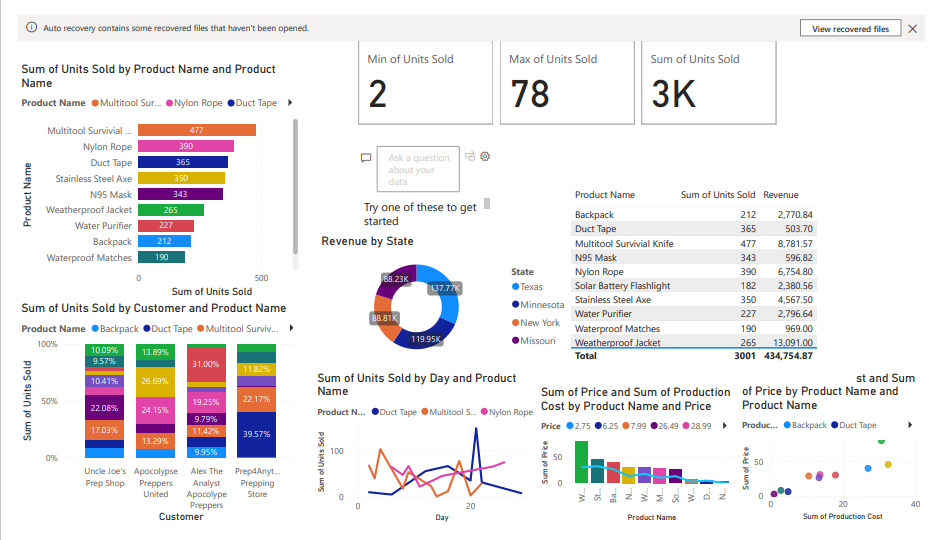 Auto recovery contains some recovered files that haven't been opened.
View recovered files
Sum of Units Sold by Product Name and Product
Name
Product Name Multitool Sur... Nylon Rope Duct Tape
Product Name
Multitool Survivial ... 477
Nylon Rope 390
Duct Tape 365
Stainless Steel Axe 350
N95 Mask 343
Weatherproof Jacket 265
Water Purifier 227
Backpack 212
Waterproof Matches 190
0 500
Sum of Units Sold
Min of Units Sold
2
Max of Units Sold
78
Sum of Units Sold
3K
Ask a question
about your
data
Try one of these to get
started
Revenue by State
88.23K
137.77K
88.81K
119.95K
State
Texas
Minnesota
New York
Missouri
Product Name Sum of Units Sold Revenue
Backpack 212 2,770.84
Duct Tape 365 503.70
Multitool Survivial Knife 477 8,781.57
N95 Mask 343 596.82
Nylon Rope 390 6,754.80
Solar Battery Flashlight 182 2,380.56
Stainless Steel Axe 350 4,567.50
Water Purifier 227 2,796.64
Waterproof Matches 190 969.00
Weatherproof Jacket 265 13,091.00
Total 3001 434,754.87
Sum of Units Sold by Customer and Product Name
Product Name Backpack Duct Tape Multitool Surviv...
Sum of Units Sold
100%
50%
0%
10.09%
9.57%
10.41%
22.08%
17.03%
13.89%
26.69%
24.15%
13.29%
31.00%
19.25%
9.79%
11.42%
9.95%
11.82%
22.17%
39.57%
Uncle Joe's
Prep Shop
Apocolypse
Preppers
United
Alex The
Analyst
Apocolype
Preppers
Prep4Anyt...
Prepping
Store
Customer
Sum of Units Sold by Day and Product
Name
Product N... Duct Tape Multitool S... Nylon Rope
Sum of Units Sold
100
0
0 20
Day
Sum of Price and Sum of Production
Cost by Product Name and Price
Price 2.75 6.25 7.99 26.49 28.99
Sum of Price
50
0
W... St... Ba... N... W... M... So... W... D... N...
Product Name
st and Sum
of Price by Product Name and
Product Name
Produc... Backpack Duct Tape
Sum of Price
50
0
0 20 40
Sum of Production Cost